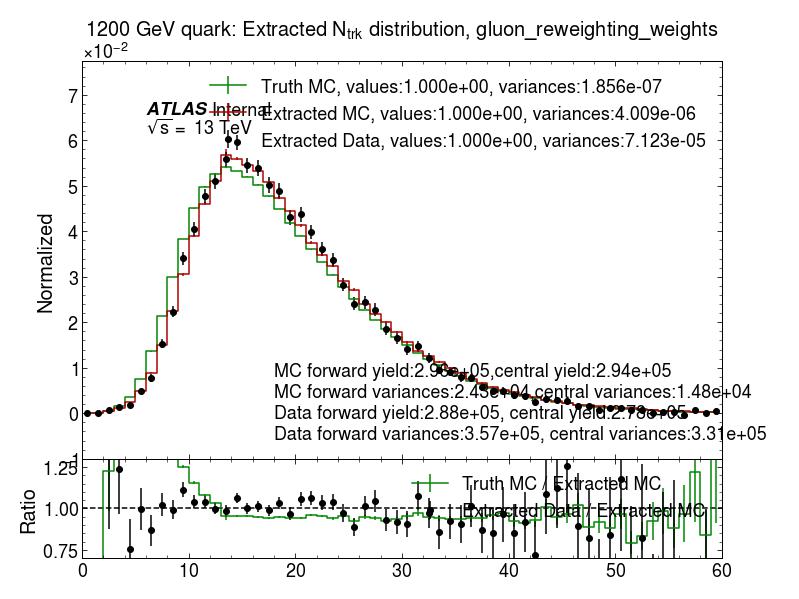 1200 GeV quark: Extracted Ntrk distribution, gluon_reweighting_weights
×10⁻²
Truth MC, values:1.000e+00, variances:1.856e-07
ATLAS Internal
Extracted MC, values:1.000e+00, variances:4.009e-06
√s = 13 TeV
Extracted Data, values:1.000e+00, variances:7.123e-05
Normalized
7
6
5
4
3
2
1
0
1
MC forward yield:2.96e+05,central yield:2.94e+05
MC forward variances:2.43e+04,central variances:1.48e+04
Data forward yield:2.88e+05, central yield:2.78e+05
Data forward variances:3.57e+05, central variances:3.31e+05
Ratio
1.25
1.00
0.75
Truth MC / Extracted MC
Extracted Data / Extracted MC
0 10 20 30 40 50 60